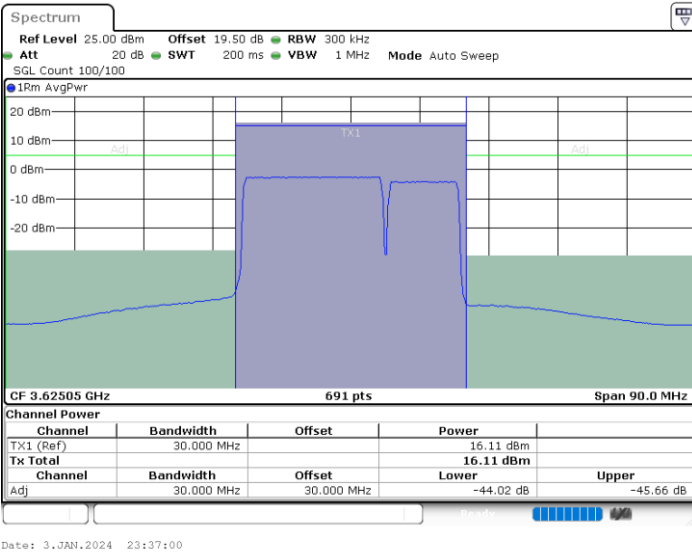 Spectrum
Ref Level 25.00 dBm Offset 19.50 dB RBW 300 kHz
Att 20 dB SWT 200 ms VBW 1 MHz Mode Auto Sweep
SGL Count 100/100
1Rm AvgPwr
20 dBm
TX1
10 dBm
Adj Adj
0 dBm
-10 dBm
-20 dBm
CF 3.62505 GHz 691 pts Span 90.0 MHz
Channel Power
Channel Bandwidth Offset Power
TX1 (Ref) 30.000 MHz 16.11 dBm
Tx Total 16.11 dBm
Channel Bandwidth Offset Lower Upper
Adj 30.000 MHz 30.000 MHz -44.02 dB -45.66 dB
Ready
Date: 3.JAN.2024 23:37:00